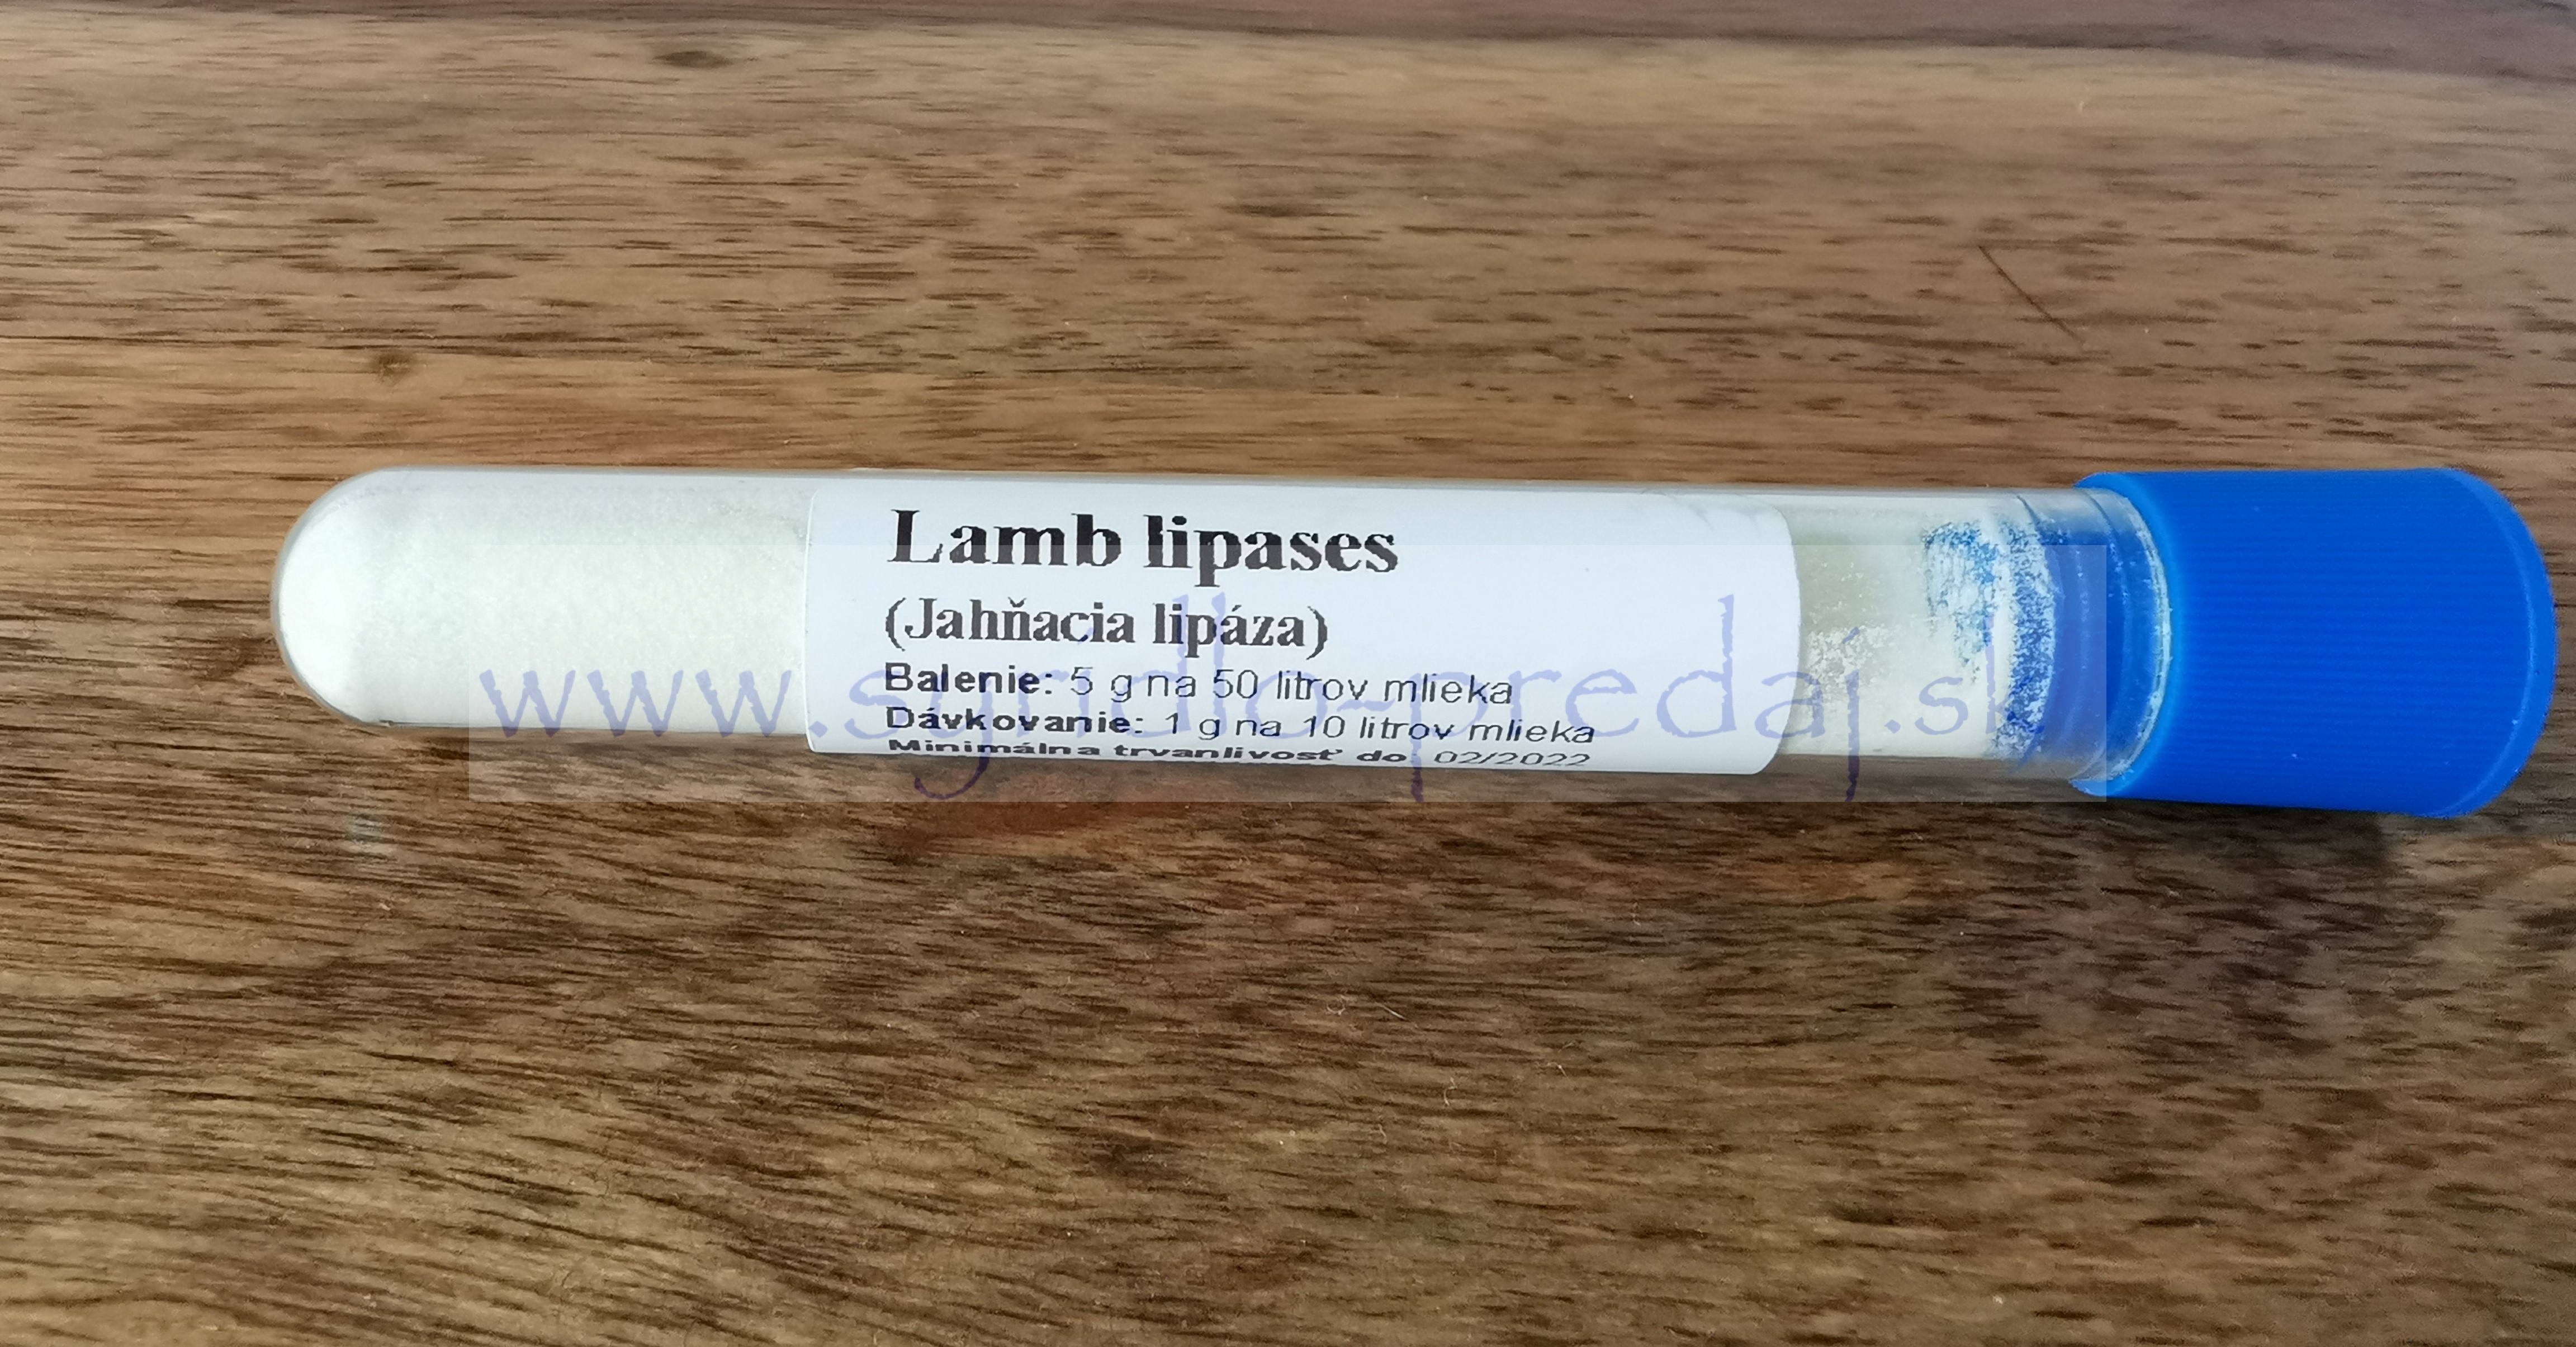 Lamb lipases
(Jahňacia lipáza)
Balenie: 5 g na 50 litrov mlieka
Dávkovanie: 1 g na 10 litrov mlieka
Minimálna trvanlivosť do 02/2022
www.syridlo-predaj.sk